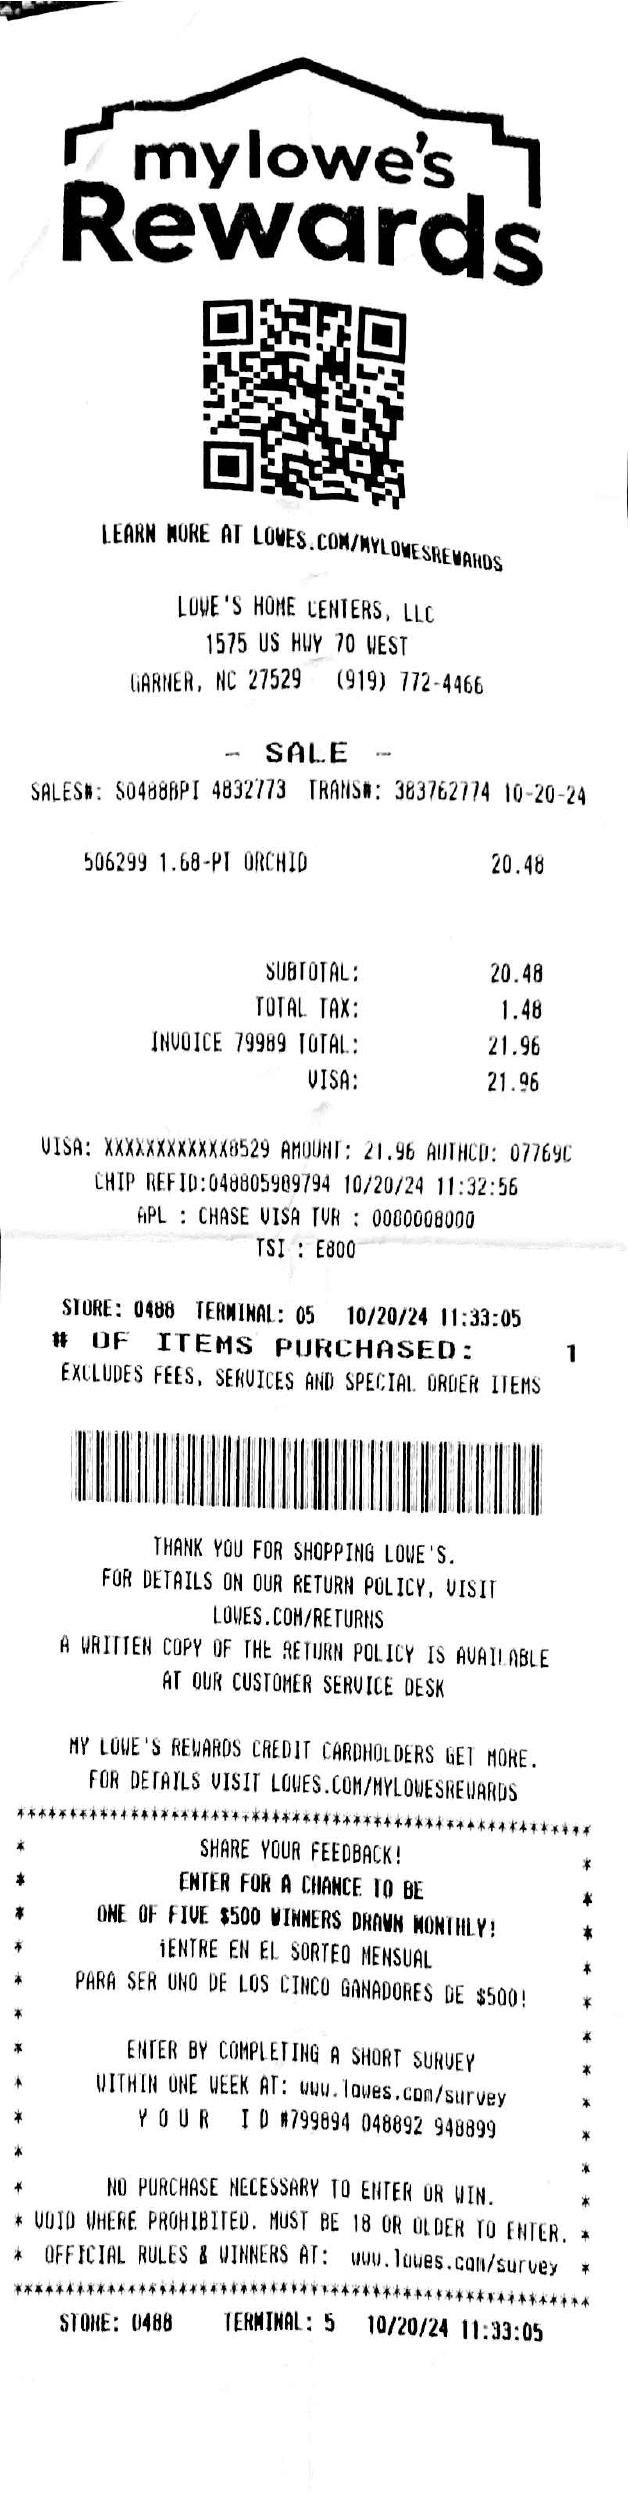 mylowe's
Rewards
LEARN MORE AT LOWES.COM/MYLOWESREWARDS
LOWE'S HOME CENTERS, LLC
1575 US HWY 70 WEST
GARNER, NC 27529 (919) 772-4466
- SALE -
SALES#: S0488BPI 4832773 TRANS#: 383762774 10-20-24
506299 1.68-PT ORCHID 20.48
SUBTOTAL: 20.48
TOTAL TAX: 1.48
INVOICE 79989 TOTAL: 21.96
VISA: 21.96
VISA: XXXXXXXXXXXX8529 AMOUNT: 21.96 AUTHCD: 07769C
CHIP REFID:048805989794 10/20/24 11:32:56
APL : CHASE VISA TVR : 0080008000
TSI : E800
STORE: 0488 TERMINAL: 05 10/20/24 11:33:05
# OF ITEMS PURCHASED: 1
EXCLUDES FEES, SERVICES AND SPECIAL ORDER ITEMS
THANK YOU FOR SHOPPING LOWE'S.
FOR DETAILS ON OUR RETURN POLICY, VISIT
LOWES.COM/RETURNS
A WRITTEN COPY OF THE RETURN POLICY IS AVAILABLE
AT OUR CUSTOMER SERVICE DESK
MY LOWE'S REWARDS CREDIT CARDHOLDERS GET MORE.
FOR DETAILS VISIT LOWES.COM/MYLOWESREWARDS
*******************************************************
* SHARE YOUR FEEDBACK! *
* ENTER FOR A CHANCE TO BE *
* ONE OF FIVE $500 WINNERS DRAWN MONTHLY! *
* ¡ENTRE EN EL SORTEO MENSUAL *
* PARA SER UNO DE LOS CINCO GANADORES DE $500! *
* *
* ENTER BY COMPLETING A SHORT SURVEY *
* WITHIN ONE WEEK AT: www.lowes.com/survey *
* Y O U R I D #799894 048892 948899 *
* *
* NO PURCHASE NECESSARY TO ENTER OR WIN. *
* VOID WHERE PROHIBITED. MUST BE 18 OR OLDER TO ENTER. *
* OFFICIAL RULES & WINNERS AT: www.lowes.com/survey *
*******************************************************
STORE: 0488 TERMINAL: 5 10/20/24 11:33:05